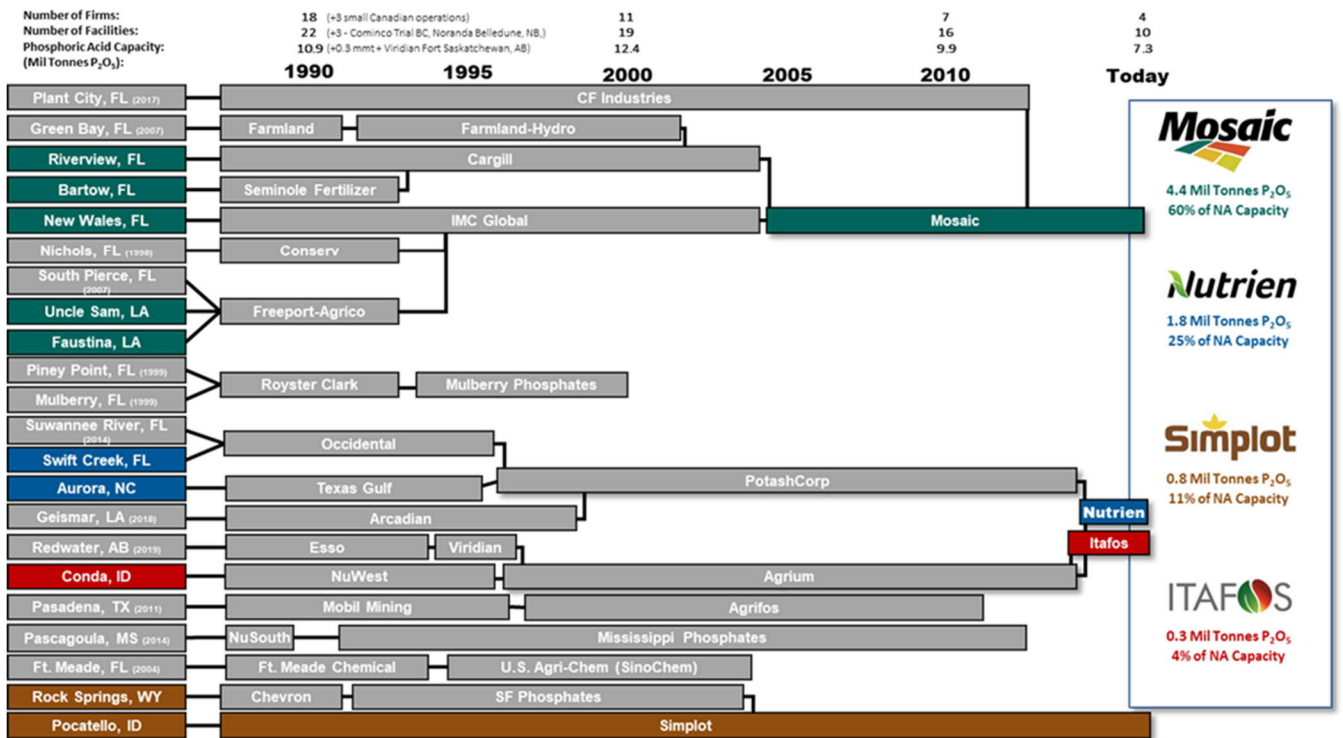 Number of Firms: 18 (+3 small Canadian operations) 11 7 4
Number of Facilities: 22 (+3 - Cominco Trial BC, Noranda Belledune, NB,) 19 16 10
Phosphoric Acid Capacity: 10.9 (+0.3 mmt + Viridian Fort Saskatchewan, AB) 12.4 9.9 7.3
(Mil Tonnes P₂O₅):
1990 1995 2000 2005 2010 Today
Plant City, FL (2017) CF Industries
Green Bay, FL (2007) Farmland Farmland-Hydro
Riverview, FL Cargill
Bartow, FL Seminole Fertilizer
New Wales, FL IMC Global Mosaic
Nichols, FL (1998) Conserv
South Pierce, FL
(2007)
Uncle Sam, LA Freeport-Agrico
Faustina, LA
Piney Point, FL (1999)
Royster Clark Mulberry Phosphates
Mulberry, FL (1999)
Suwannee River, FL
(2014)
Occidental
Swift Creek, FL
Aurora, NC Texas Gulf PotashCorp
Geismar, LA (2018) Arcadian Nutrien
Redwater, AB (2019) Esso Viridian Itafos
Conda, ID NuWest Agrium
Pasadena, TX (2011) Mobil Mining Agrifos
Pascagoula, MS (2014) NuSouth Mississippi Phosphates
Ft. Meade, FL (2004) Ft. Meade Chemical U.S. Agri-Chem (SinoChem)
Rock Springs, WY Chevron SF Phosphates
Pocatello, ID Simplot
Mosaic
4.4 Mil Tonnes P₂O₅
60% of NA Capacity
Nutrien
1.8 Mil Tonnes P₂O₅
25% of NA Capacity
Simplot
0.8 Mil Tonnes P₂O₅
11% of NA Capacity
ITAFOS
0.3 Mil Tonnes P₂O₅
4% of NA Capacity